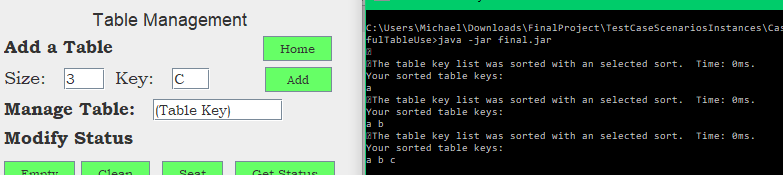 Table Management
Add a Table
Home
Size: 3 Key: C
Add
Manage Table: (Table Key)
Modify Status
Empty Clean Seat Get Status
C:\Users\Michael\Downloads\FinalProject\TestCaseScenariosInstances\Cas
fulTableUse>java -jar final.jar
The table key list was sorted with an selected sort. Time: 0ms.
Your sorted table keys:
a
The table key list was sorted with an selected sort. Time: 0ms.
Your sorted table keys:
a b
The table key list was sorted with an selected sort. Time: 0ms.
Your sorted table keys:
a b c